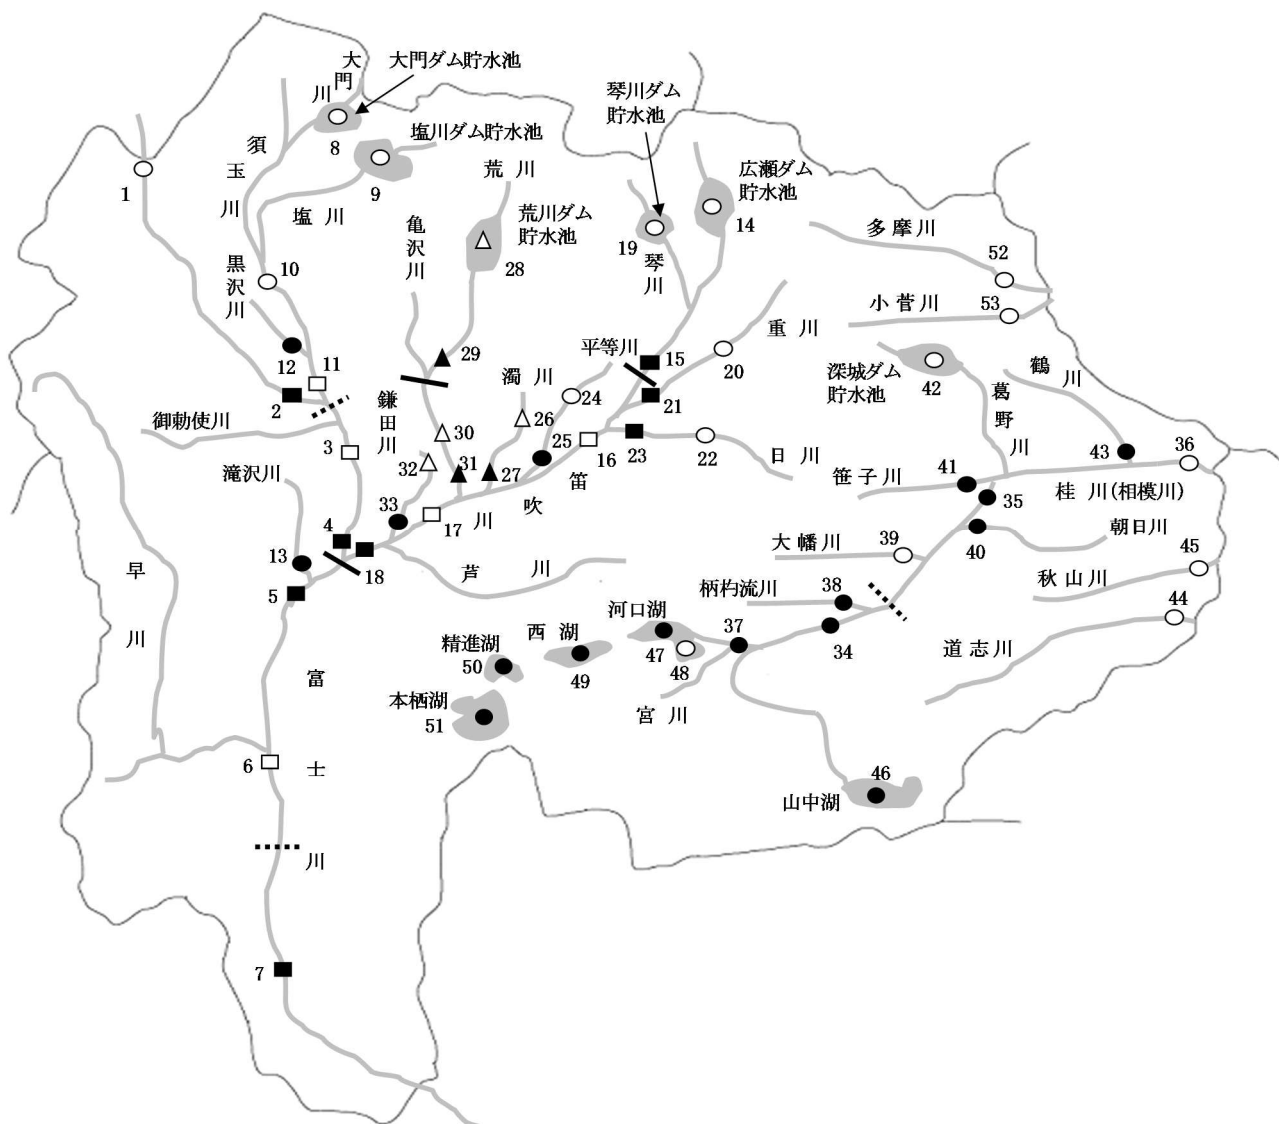 大門川
大門ダム貯水池
8
須玉川
塩川ダム貯水池
9
塩川
1
荒川
亀沢川
荒川ダム
貯水池
28
琴川ダム
貯水池
19
琴川
広瀬ダム
貯水池
14
多摩川
52
小菅川
53
10
黒沢川
12
11
2
29
濁川
平等川
24
26
15
重川
20
21
深城ダム
貯水池
42
鶴川
葛野川
43
36
御勅使川
3
鎌田川
30
32
31
27
25
16
23
22
日川
笹子川
41
35
桂川(相模川)
滝沢川
33
17
笛
吹
川
4
18
13
5
芦川
大幡川
39
40
朝日川
45
秋山川
44
道志川
早川
柄杓流川
38
34
河口湖
47
48
37
西湖
49
精進湖
50
本栖湖
51
宮川
富
士
川
6
46
山中湖
7